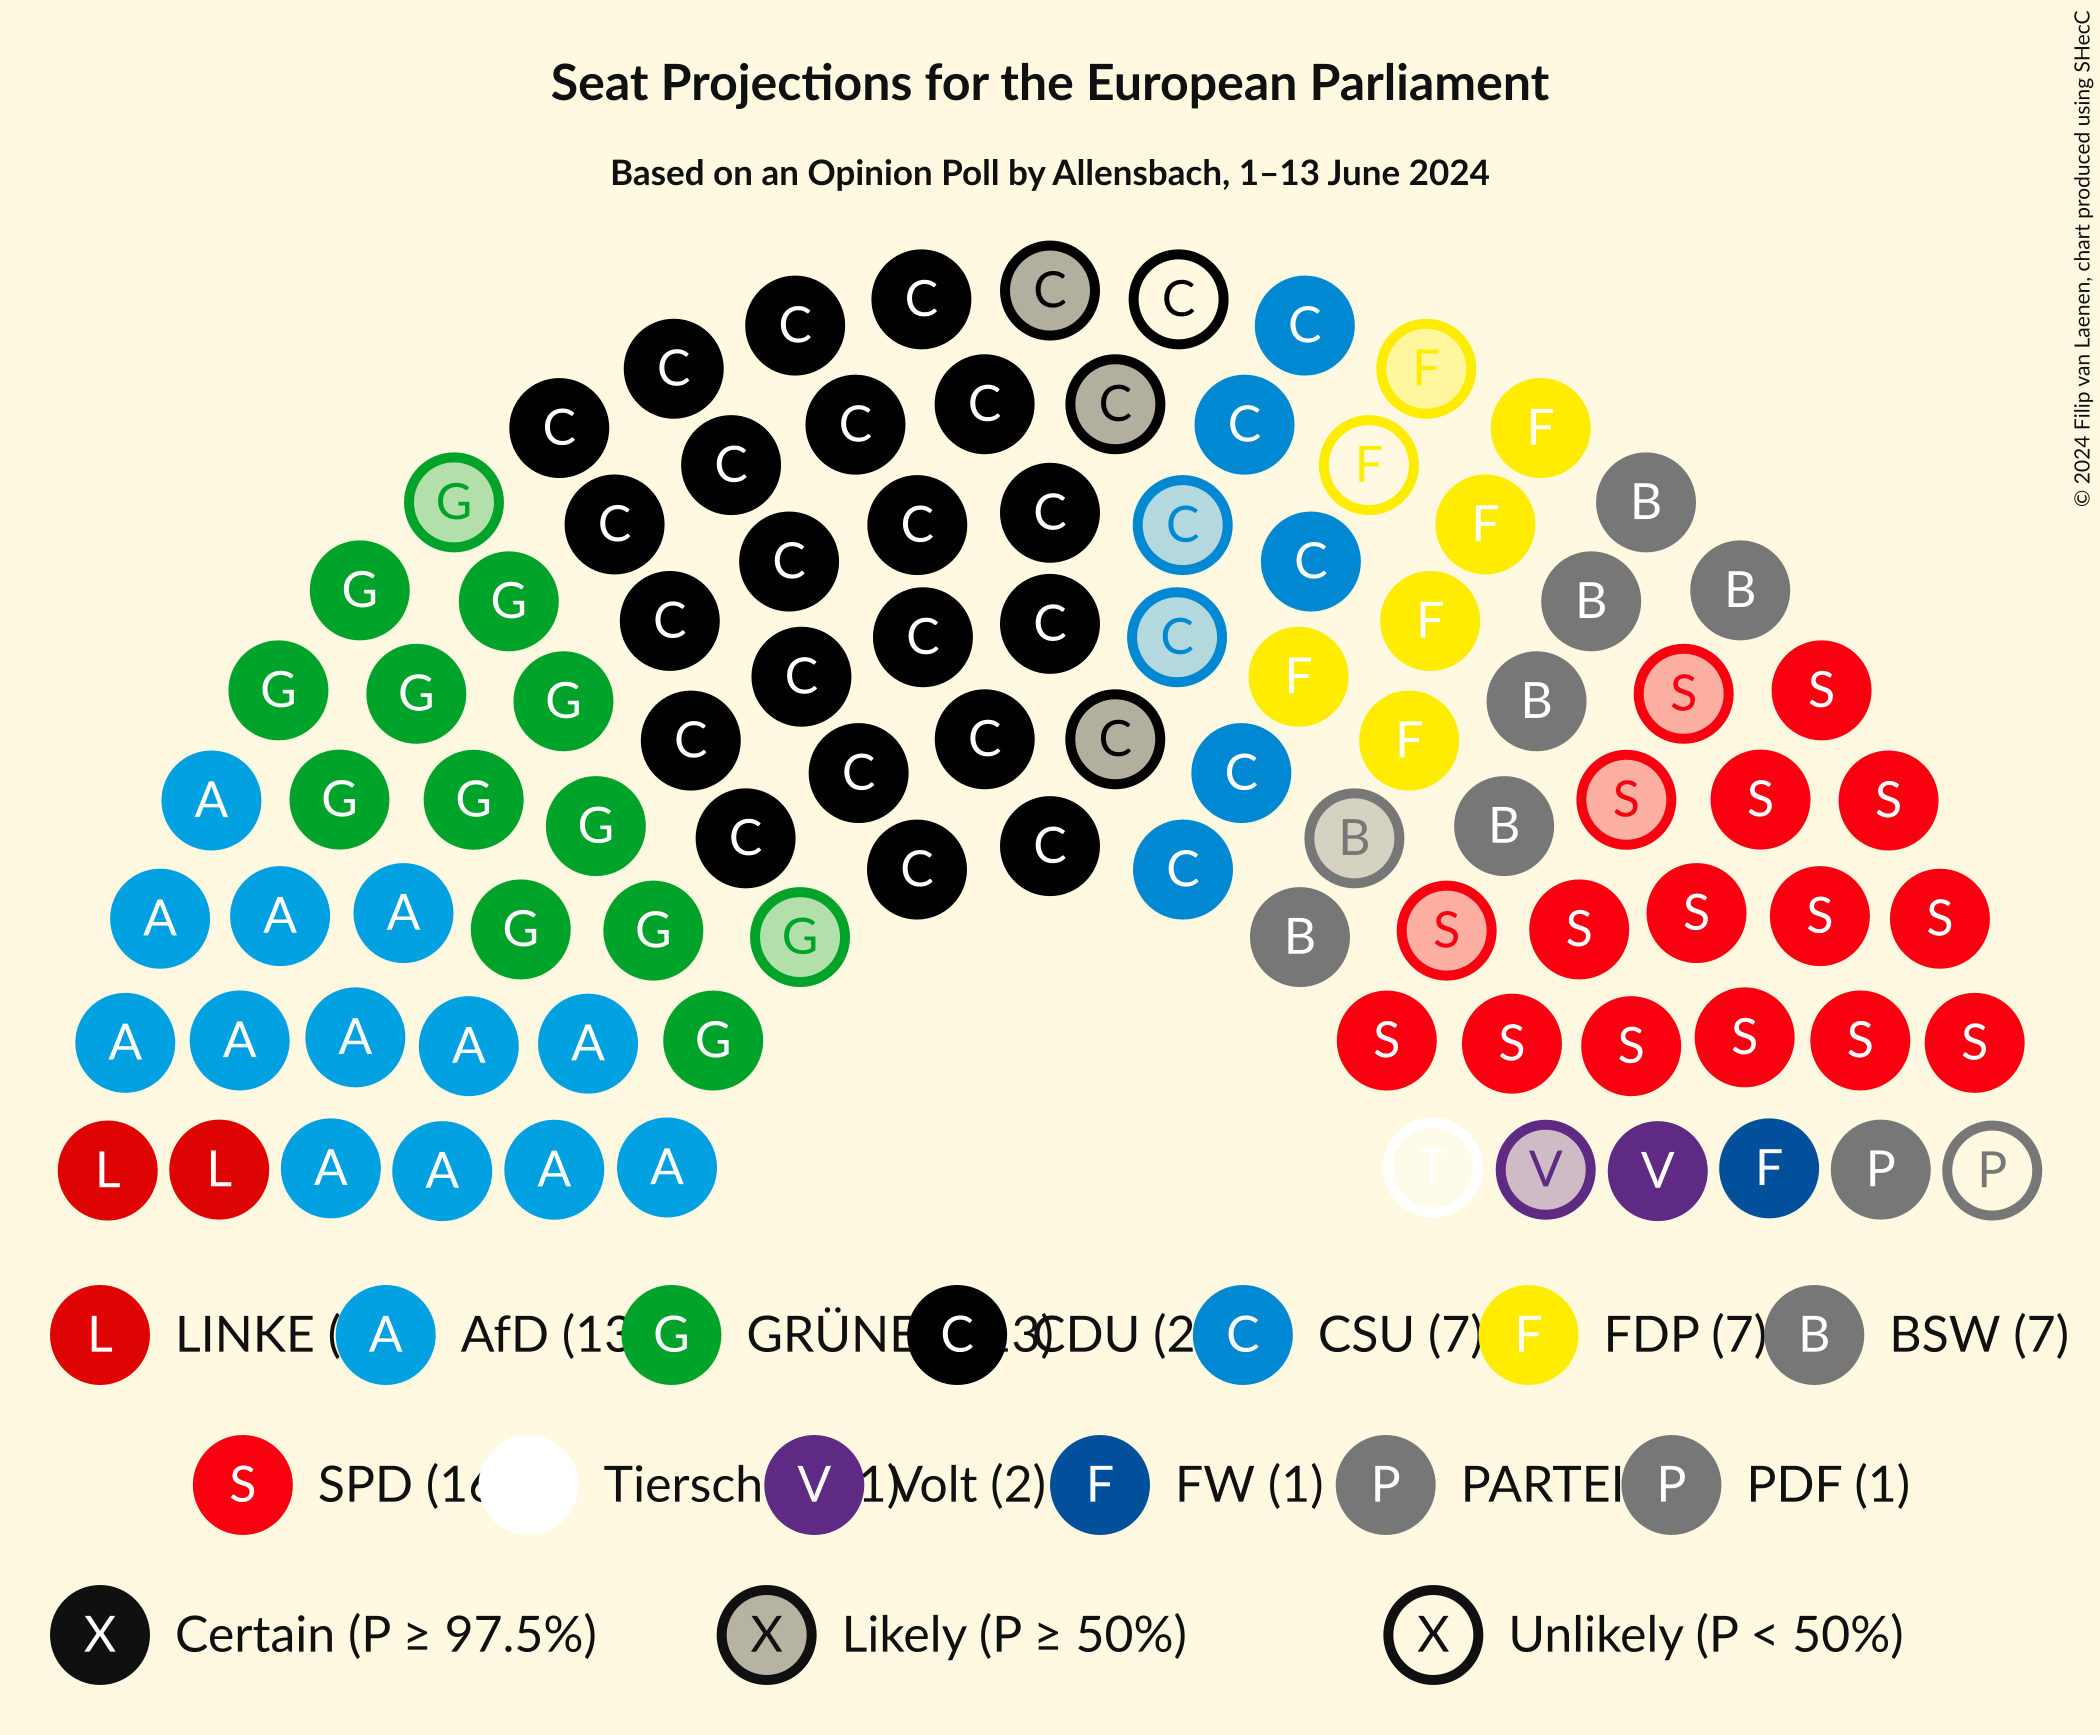 Seat Projections for the European Parliament
Based on an Opinion Poll by Allensbach, 1–13 June 2024
© 2024 Filip van Laenen, chart produced using SHecC
C C C C C
C C F
C C C C F
C C C F F
G C C C C B
G G C C C F B B
G G G C C C C F F B B S S
A G G G C C C C B B S S S
A A A G G G C C C B S S S S S
A A A A A G S S S S S S
L L A A A A T V V F P P
L LINKE ( A AfD (13 G GRÜNE C 3) CDU (2 C CSU (7) F FDP (7) B BSW (7)
S SPD (16 Tiersch V 1) Volt (2) F FW (1) P PARTEI P PDF (1)
X Certain (P ≥ 97.5%) X Likely (P ≥ 50%) X Unlikely (P < 50%)